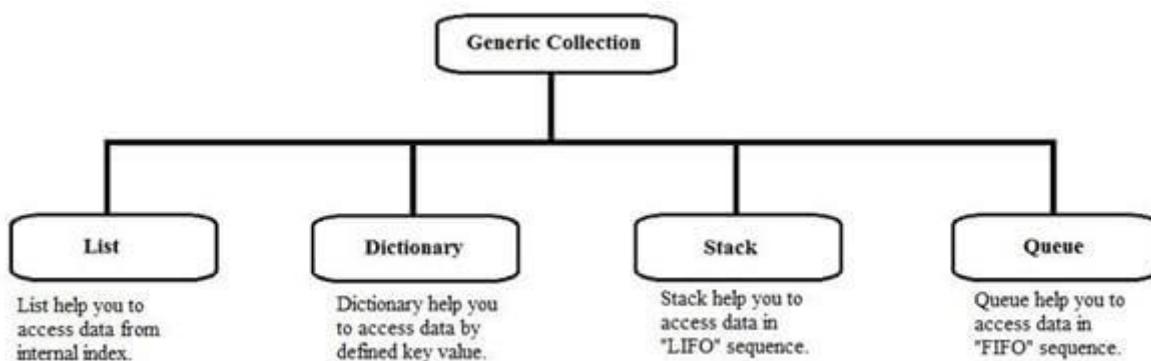 Generic Collection
List
Dictionary
Stack
Queue
List help you to
access data from
internal index.
Dictionary help you
to access data by
defined key value.
Stack help you to
access data in
"LIFO" sequence.
Queue help you to
access data in
"FIFO" sequence.